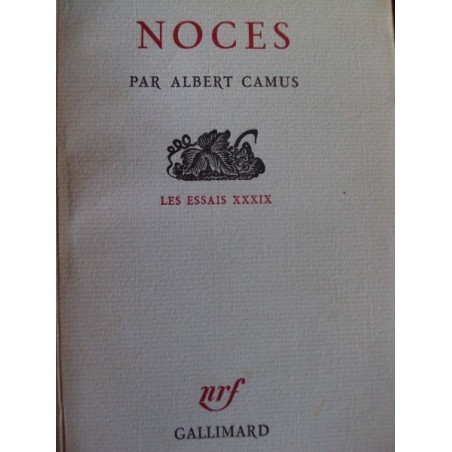 NOCES
PAR ALBERT CAMUS
LES ESSAIS XXXIX
nrf
GALLIMARD